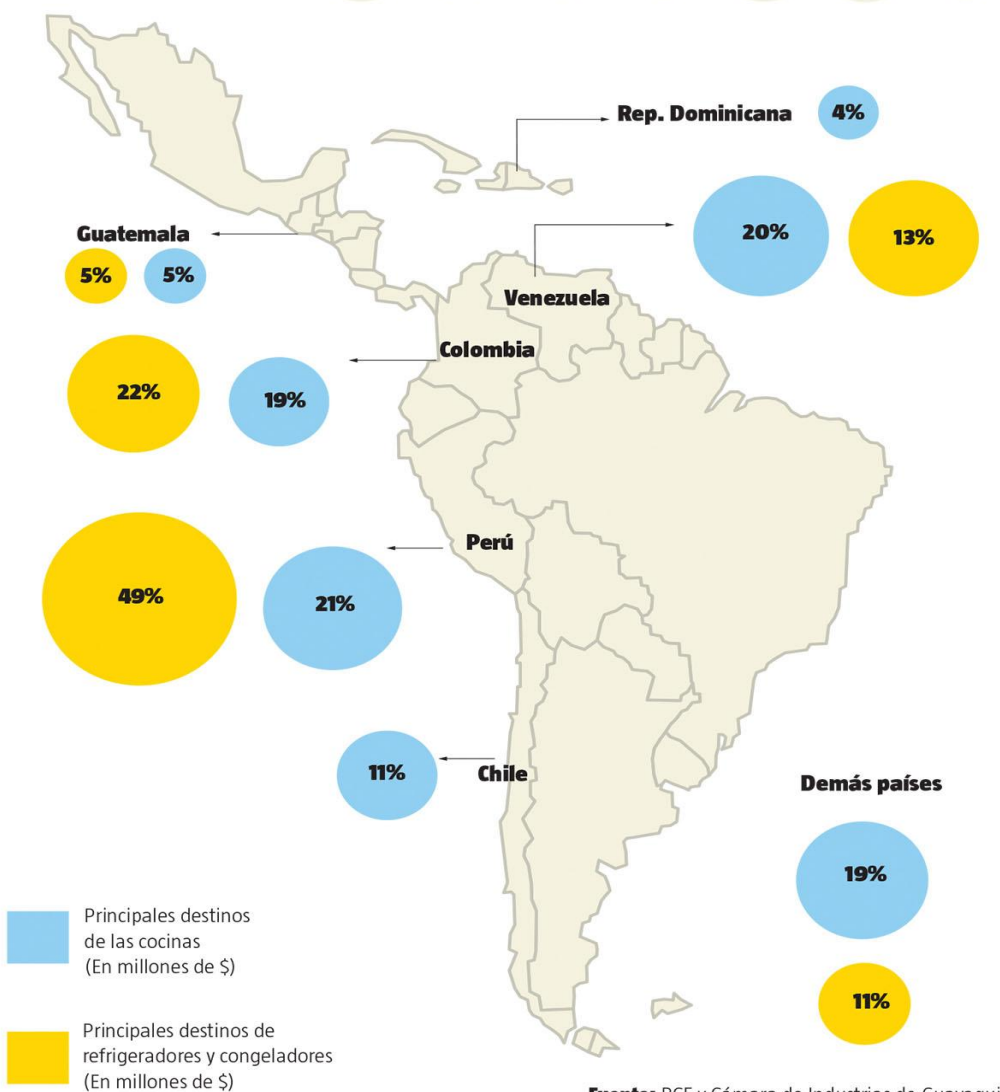 Rep. Dominicana
4%
20%
13%
Guatemala
5%
5%
Venezuela
Colombia
22%
19%
Perú
49%
21%
Chile
11%
Demás países
19%
11%
Principales destinos
de las cocinas
(En millones de $)
Principales destinos de
refrigeradores y congeladores
(En millones de $)